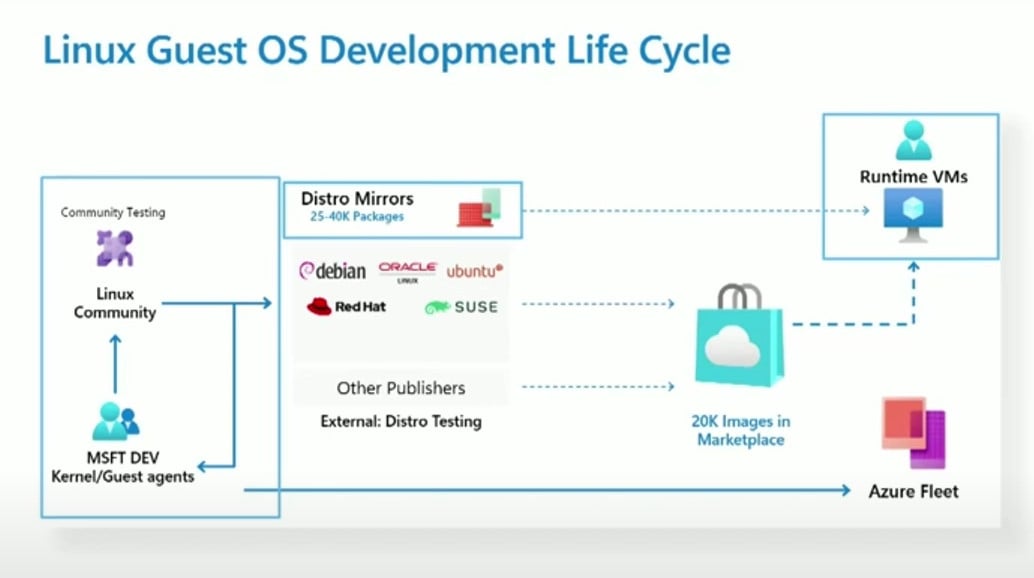 Linux Guest OS Development Life Cycle
Runtime VMs
Community Testing
Linux
Community
MSFT DEV
Kernel/Guest agents
Distro Mirrors
25-40K Packages
debian
ORACLE
LINUX
ubuntu
Red Hat
SUSE
Other Publishers
External: Distro Testing
20K Images in
Marketplace
Azure Fleet